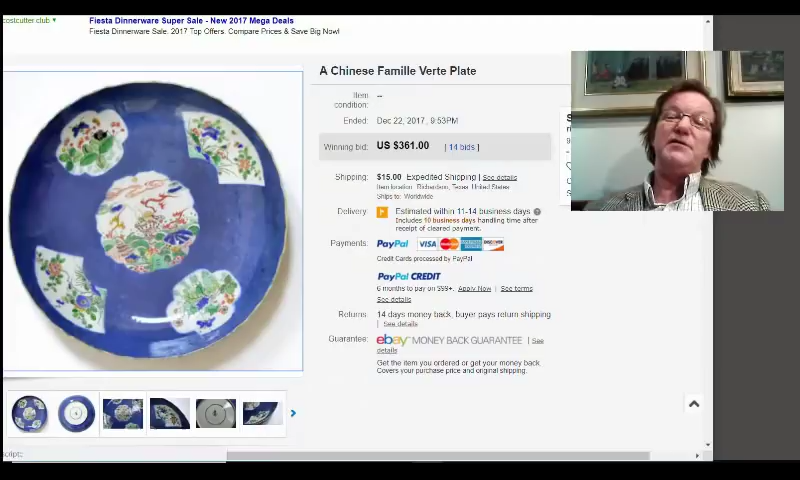 costcutter.club
Fiesta Dinnerware Super Sale - New 2017 Mega Deals
Fiesta Dinnerware Sale. 2017 Top Offers. Compare Prices & Save Big Now!
A Chinese Famille Verte Plate
Item condition: --
Ended: Dec 22, 2017, 9:53PM
Winning bid: US $361.00 [ 14 bids ]
Shipping: $15.00 Expedited Shipping | See details
Item location: Richardson, Texas, United States
Ships to: Worldwide
Delivery: Estimated within 11-14 business days
Includes 10 business days handling time after
receipt of cleared payment.
Payments: PayPal VISA MasterCard DISCOVER
Credit Cards processed by PayPal
PayPal CREDIT
6 months to pay on $99+. Apply Now | See terms
See details
Returns: 14 days money back, buyer pays return shipping
| See details
Guarantee: ebay MONEY BACK GUARANTEE | See
details
Get the item you ordered or get your money back.
Covers your purchase price and original shipping.